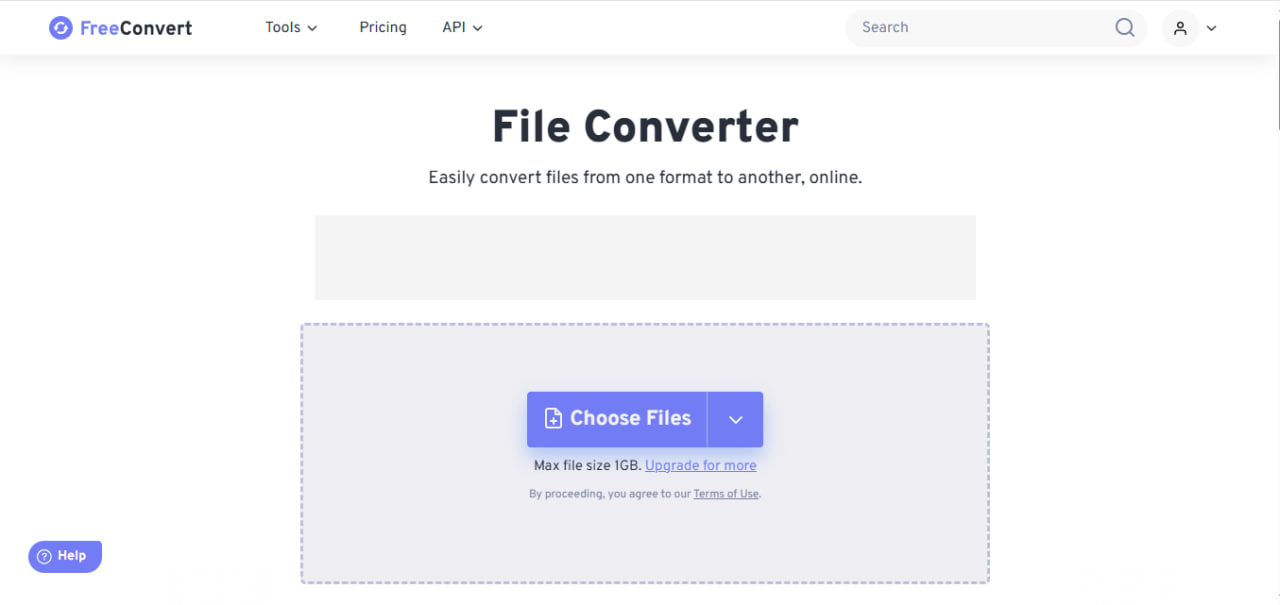 FreeConvert Tools Pricing API Search
File Converter
Easily convert files from one format to another, online.
Choose Files
Max file size 1GB. Upgrade for more
By proceeding, you agree to our Terms of Use.
Help